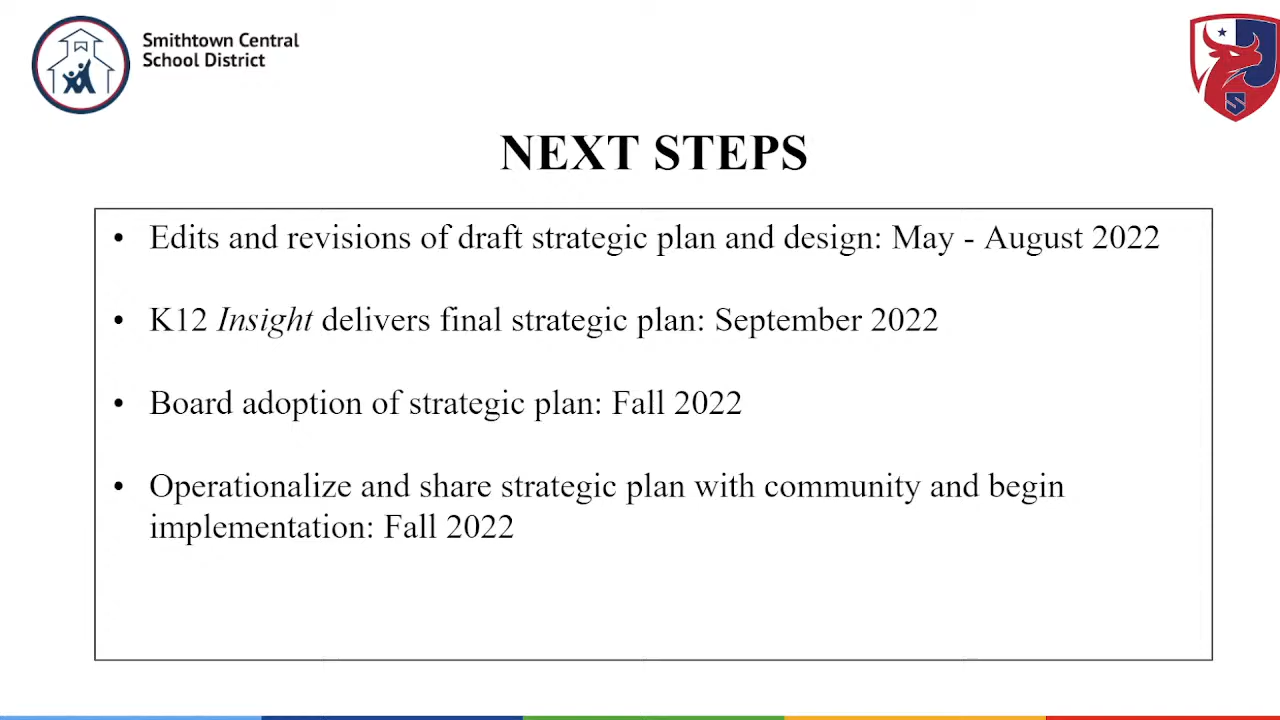 Smithtown Central
School District
S
NEXT STEPS
• Edits and revisions of draft strategic plan and design: May - August 2022
• K12 Insight delivers final strategic plan: September 2022
• Board adoption of strategic plan: Fall 2022
• Operationalize and share strategic plan with community and begin
implementation: Fall 2022